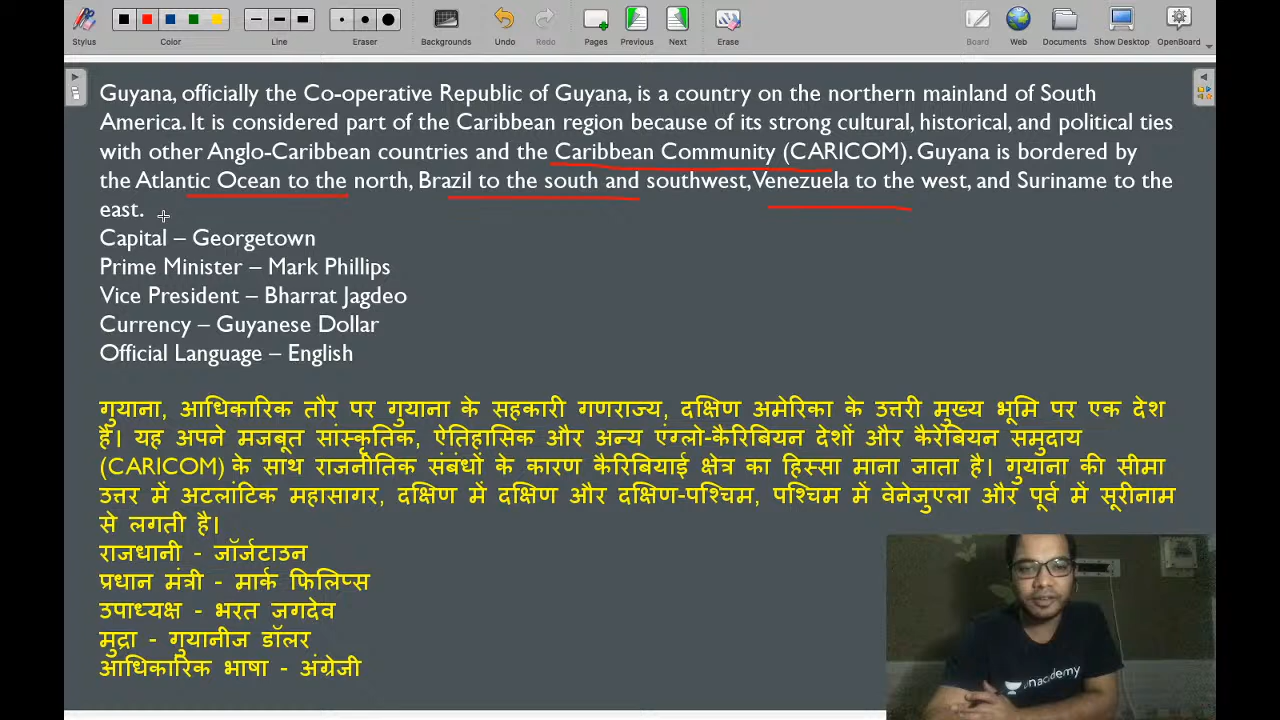 Stylus Color Line Eraser Backgrounds Undo Redo Pages Previous Next Erase Board Web Documents Show Desktop OpenBoard
Guyana, officially the Co-operative Republic of Guyana, is a country on the northern mainland of South
America. It is considered part of the Caribbean region because of its strong cultural, historical, and political ties
with other Anglo-Caribbean countries and the Caribbean Community (CARICOM). Guyana is bordered by
the Atlantic Ocean to the north, Brazil to the south and southwest, Venezuela to the west, and Suriname to the
east.
Capital – Georgetown
Prime Minister – Mark Phillips
Vice President – Bharrat Jagdeo
Currency – Guyanese Dollar
Official Language – English
गुयाना, आधिकारिक तौर पर गुयाना के सहकारी गणराज्य, दक्षिण अमेरिका के उत्तरी मुख्य भूमि पर एक देश
है। यह अपने मजबूत सांस्कृतिक, ऐतिहासिक और अन्य एंग्लो-कैरिबियन देशों और कैरेबियन समुदाय
(CARICOM) के साथ राजनीतिक संबंधों के कारण कैरिबियाई क्षेत्र का हिस्सा माना जाता है। गुयाना की सीमा
उत्तर में अटलांटिक महासागर, दक्षिण में दक्षिण और दक्षिण-पश्चिम, पश्चिम में वेनेजुएला और पूर्व में सूरीनाम
से लगती है।
राजधानी - जॉर्जटाउन
प्रधान मंत्री - मार्क फिलिप्स
उपाध्यक्ष - भरत जगदेव
मुद्रा - गुयानीज डॉलर
आधिकारिक भाषा - अंग्रेजी
unacademy